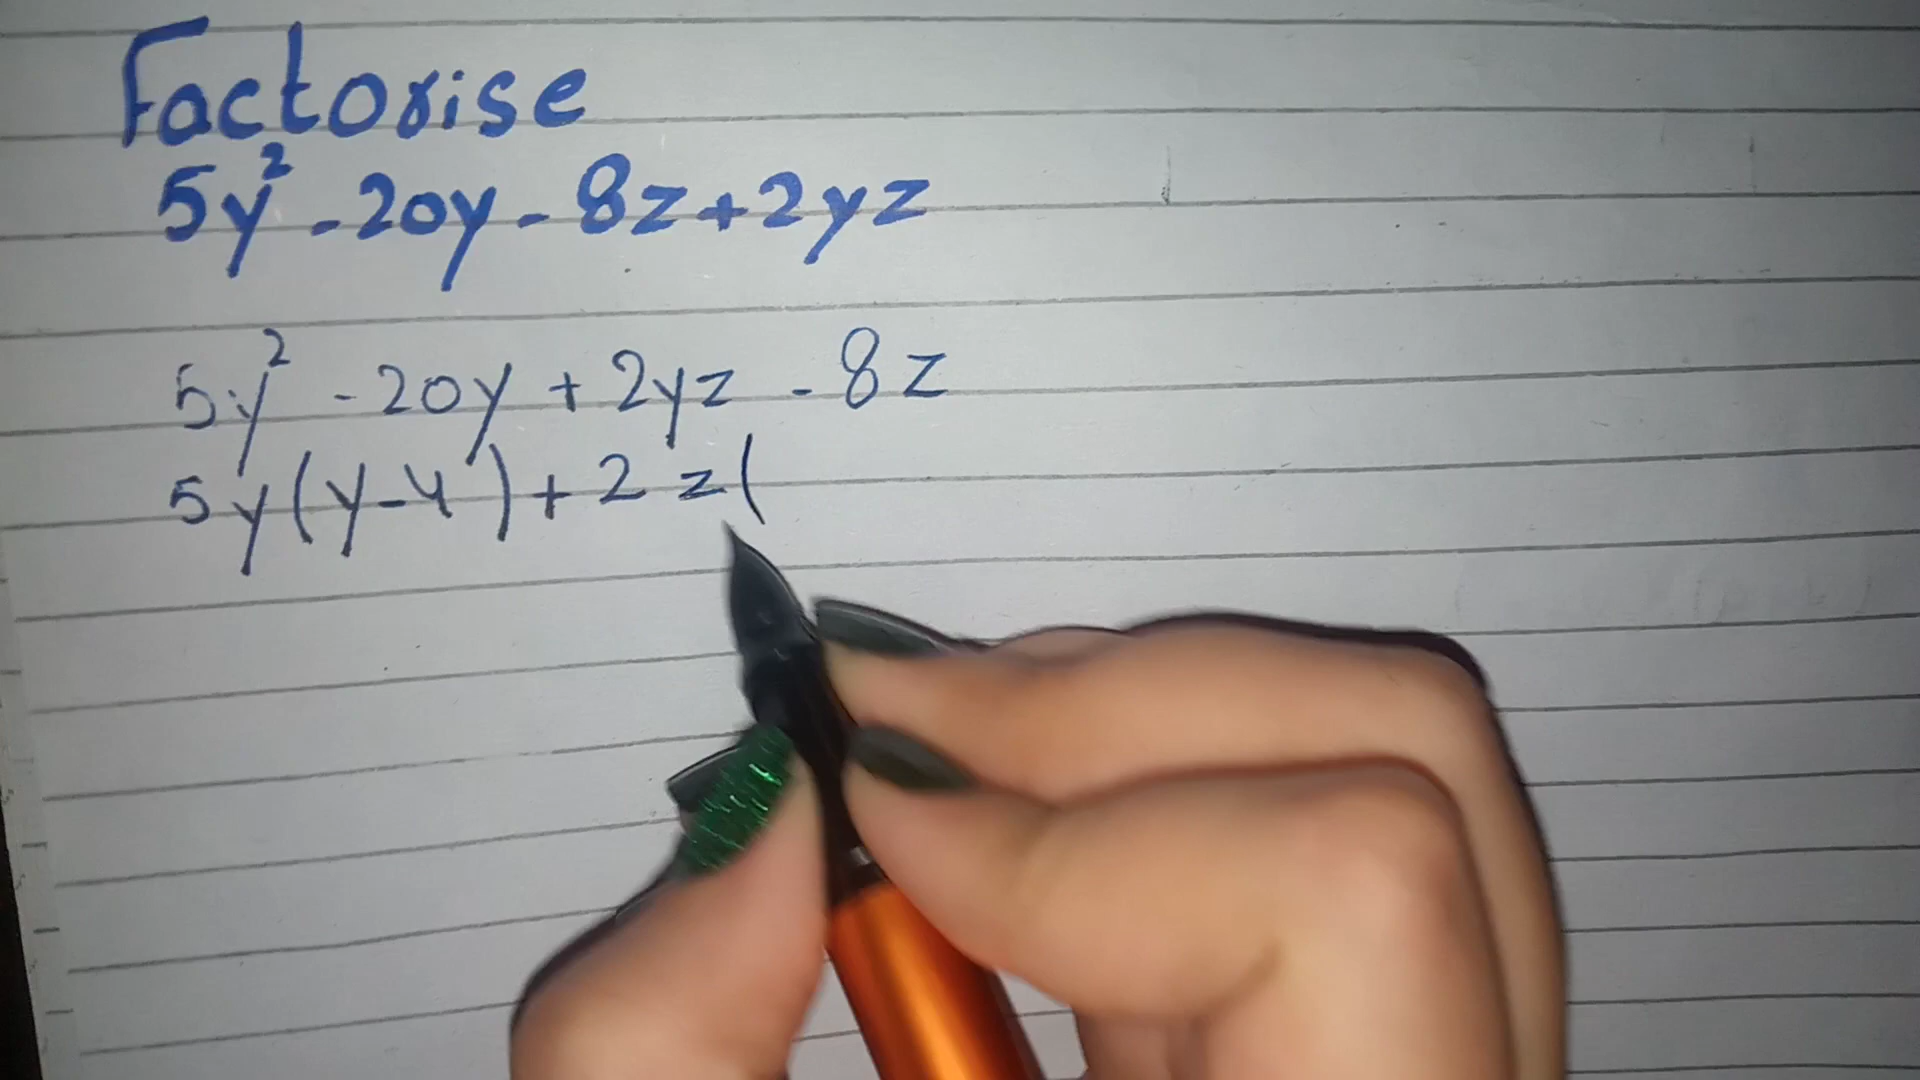 Factorise
5y² - 20y - 8z + 2yz
5y² - 20y + 2yz - 8z
5y(y-4) + 2z(